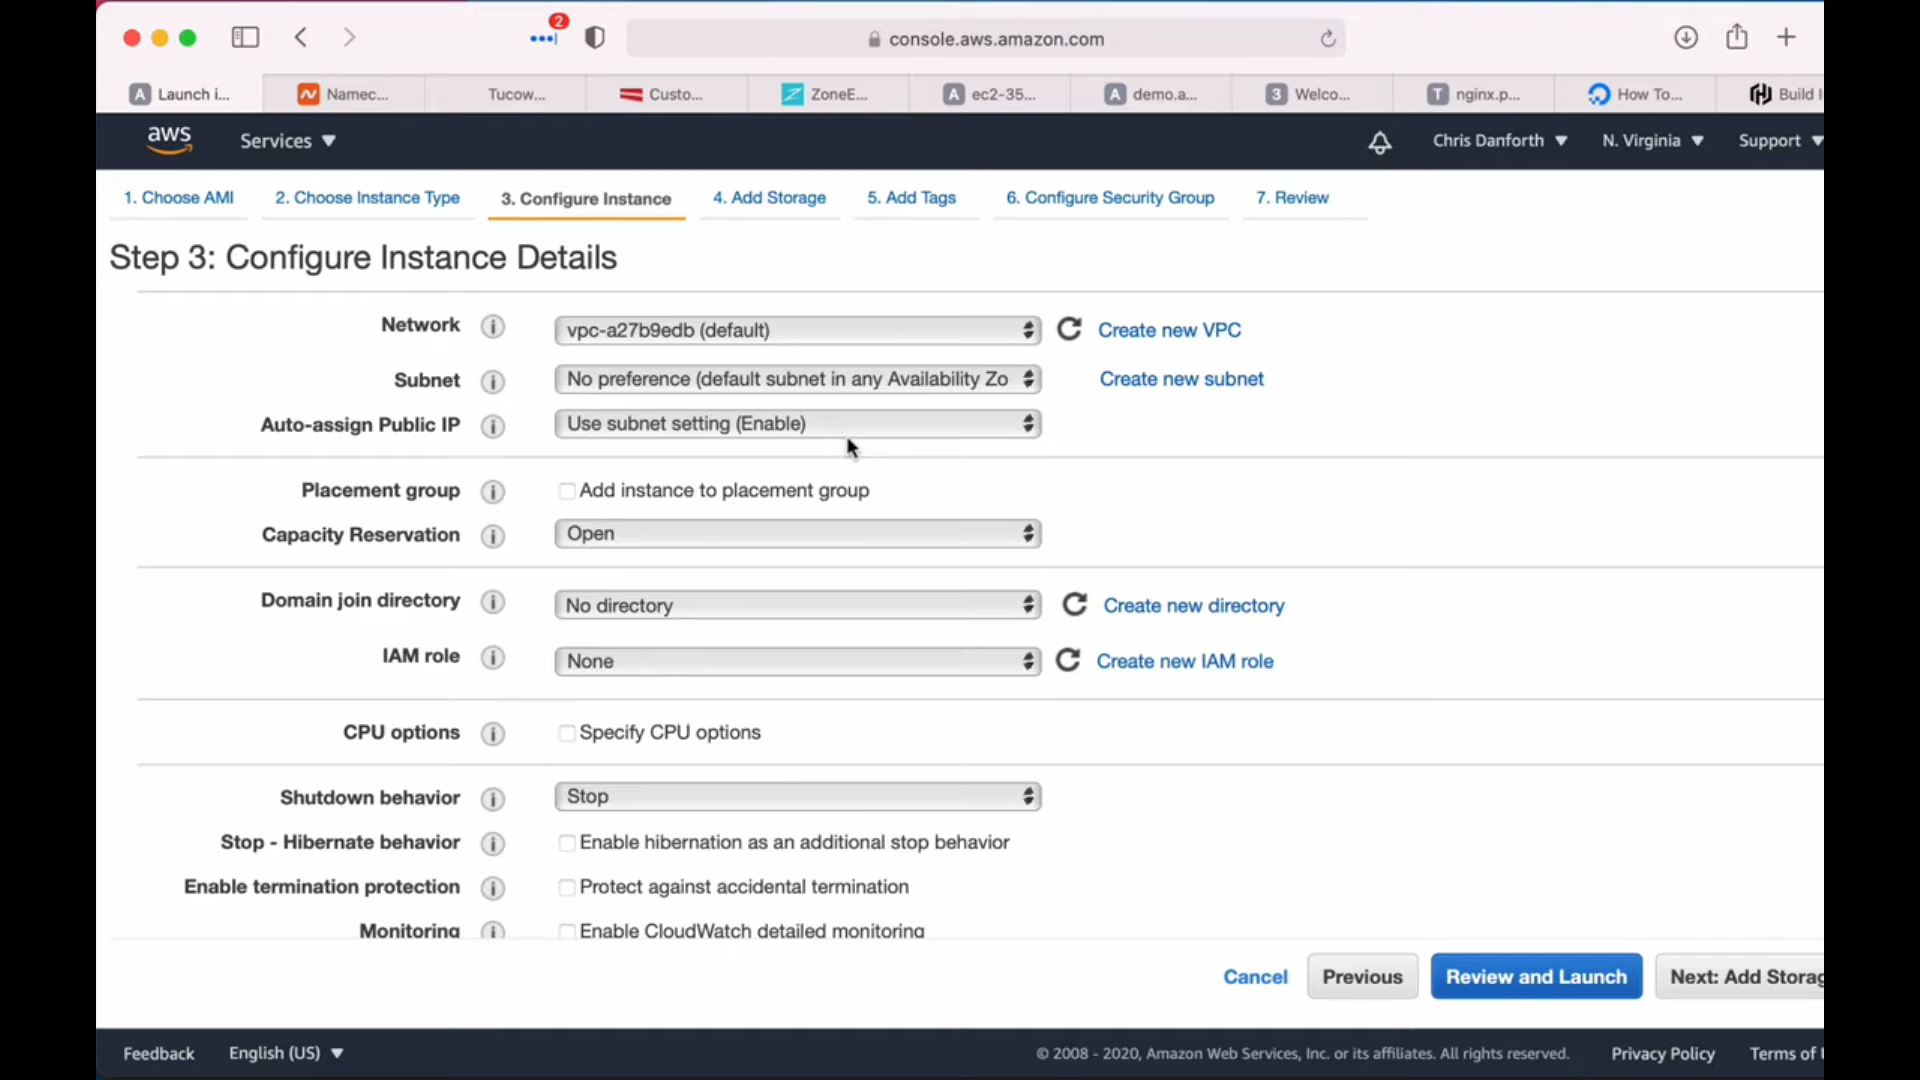 2
console.aws.amazon.com
A Launch i...
Namec...
Tucow...
Custo...
Z ZoneE...
A ec2-35...
A demo.a...
3 Welco...
T nginx.p...
How To...
Build
aws
Services
Chris Danforth
N. Virginia
Support
1. Choose AMI
2. Choose Instance Type
3. Configure Instance
4. Add Storage
5. Add Tags
6. Configure Security Group
7. Review
Step 3: Configure Instance Details
Network i vpc-a27b9edb (default) Create new VPC
Subnet i No preference (default subnet in any Availability Zo Create new subnet
Auto-assign Public IP i Use subnet setting (Enable)
Placement group i Add instance to placement group
Capacity Reservation i Open
Domain join directory i No directory Create new directory
IAM role i None Create new IAM role
CPU options i Specify CPU options
Shutdown behavior i Stop
Stop - Hibernate behavior i Enable hibernation as an additional stop behavior
Enable termination protection i Protect against accidental termination
Monitoring i Enable CloudWatch detailed monitoring
Cancel
Previous
Review and Launch
Next: Add Storag
Feedback
English (US)
© 2008 - 2020, Amazon Web Services, Inc. or its affiliates. All rights reserved.
Privacy Policy
Terms of